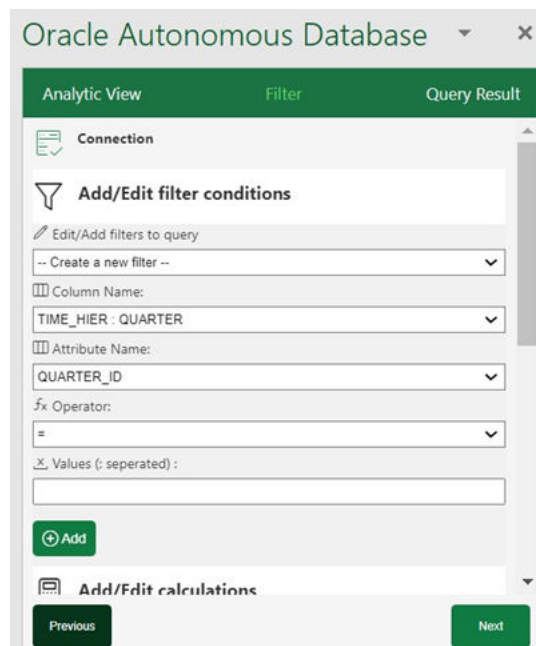 Oracle Autonomous Database
Analytic View Filter Query Result
Connection
Add/Edit filter conditions
Edit/Add filters to query
-- Create a new filter --
Column Name:
TIME_HIER : QUARTER
Attribute Name:
QUARTER_ID
fx Operator:
=
x Values (: seperated) :
Add
Add/Edit calculations
Previous Next